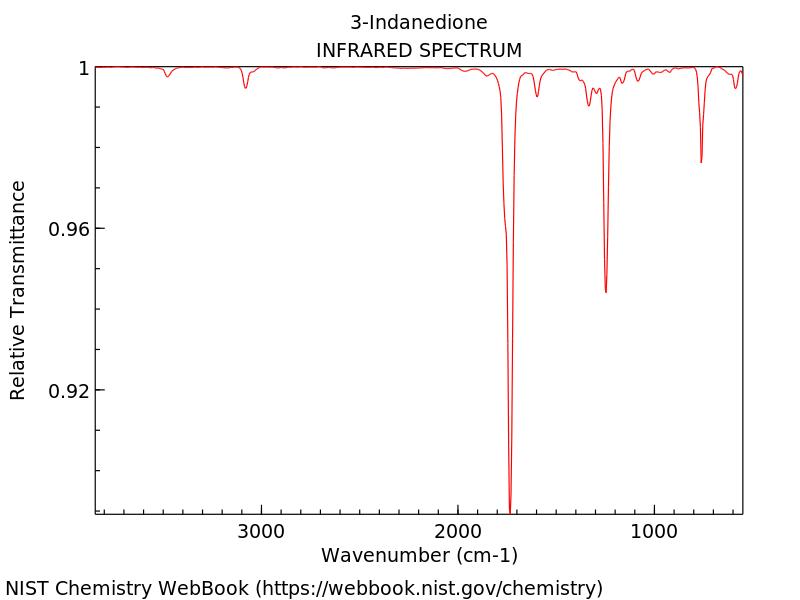 3-Indanedione
INFRARED SPECTRUM
1
0.96
0.92
Relative Transmittance
3000 2000 1000
Wavenumber (cm-1)
NIST Chemistry WebBook (https://webbook.nist.gov/chemistry)